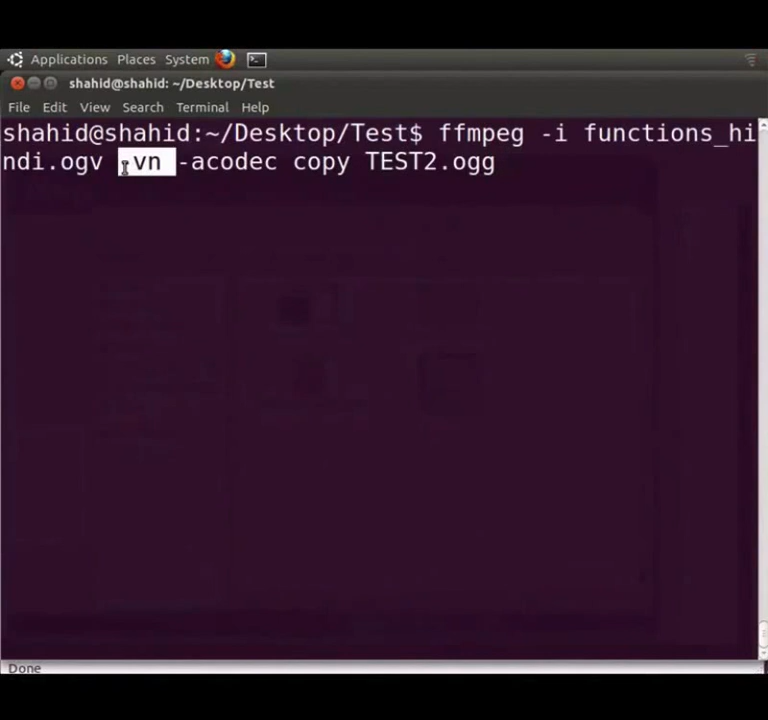 Applications Places System
shahid@shahid: ~/Desktop/Test
File Edit View Search Terminal Help
shahid@shahid:~/Desktop/Test$ ffmpeg -i functions_hi
ndi.ogv -vn -acodec copy TEST2.ogg
Done